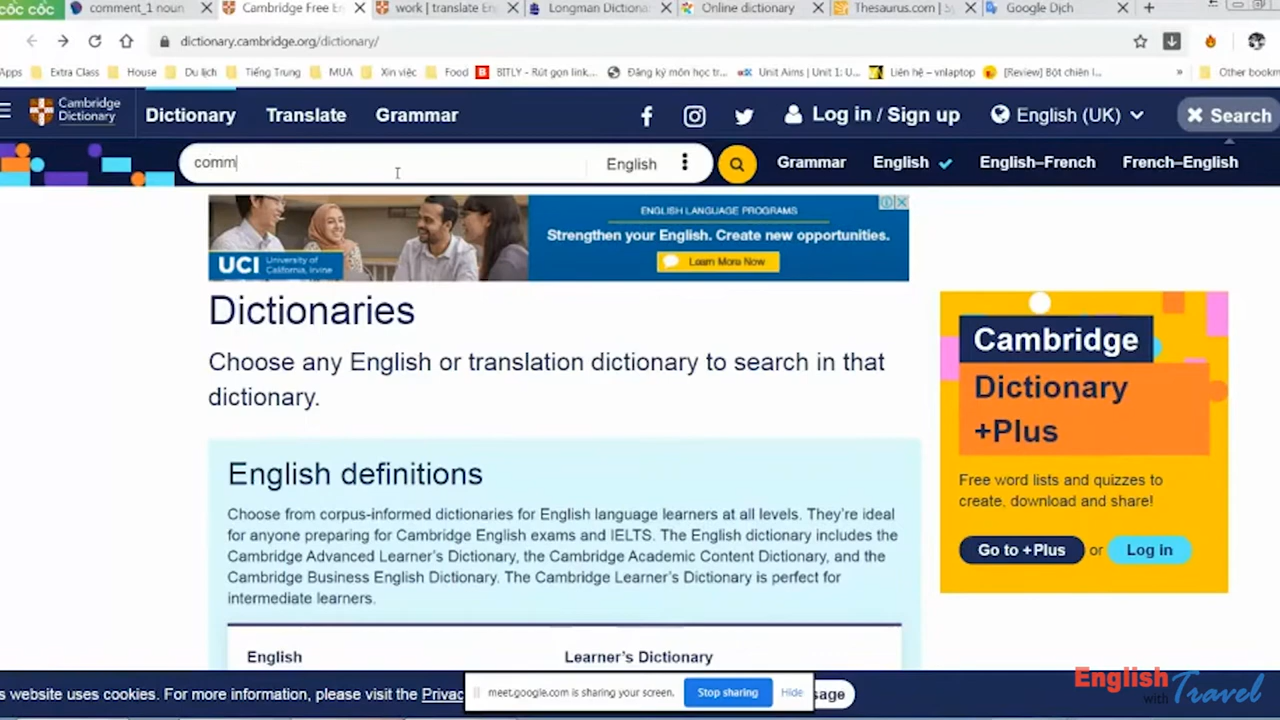 cốc cốc
comment_1 noun
Cambridge Free E
work | translate En
Longman Dictiona
Online dictionary
Thesaurus.com | Sy
Google Dịch
dictionary.cambridge.org/dictionary/
Apps
Extra Class
House
Du lịch
Tiếng Trung
MUA
Xin việc
Food
BITLY - Rút gọn link,...
Đăng ký môn học tr...
Unit Aims | Unit 1: U...
Liên hệ – vnlaptop
[Review] Bột chiên l...
»
Other bookm
Cambridge
Dictionary
Dictionary
Translate
Grammar
Log in / Sign up
English (UK)
Search
comm
English
Grammar
English
English–French
French–English
UCI
University of
California, Irvine
ENGLISH LANGUAGE PROGRAMS
Strengthen your English. Create new opportunities.
Learn More Now
Dictionaries
Choose any English or translation dictionary to search in that
dictionary.
Cambridge
Dictionary
+Plus
Free word lists and quizzes to
create, download and share!
Go to +Plus or Log in
English definitions
Choose from corpus-informed dictionaries for English language learners at all levels. They're ideal
for anyone preparing for Cambridge English exams and IELTS. The English dictionary includes the
Cambridge Advanced Learner's Dictionary, the Cambridge Academic Content Dictionary, and the
Cambridge Business English Dictionary. The Cambridge Learner's Dictionary is perfect for
intermediate learners.
English
Learner's Dictionary
s website uses cookies. For more information, please visit the Privac
meet.google.com is sharing your screen.
Stop sharing
Hide
sage
English
with Travel